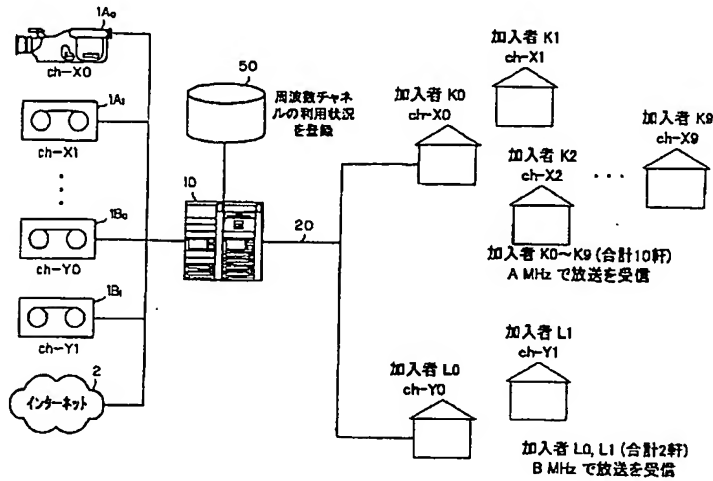 1A₀
ch-X0
1A₁
ch-X1
1B₀
ch-Y0
1B₁
ch-Y1
2
インターネット
50
周波数チャネ
ルの利用状況
を登録
10
20
加入者 K0
ch-X0
加入者 K1
ch-X1
加入者 K2
ch-X2
加入者 K9
ch-X9
加入者 K0~K9 (合計10軒)
A MHz で放送を受信
加入者 L0
ch-Y0
加入者 L1
ch-Y1
加入者 L0, L1 (合計2軒)
B MHz で放送を受信